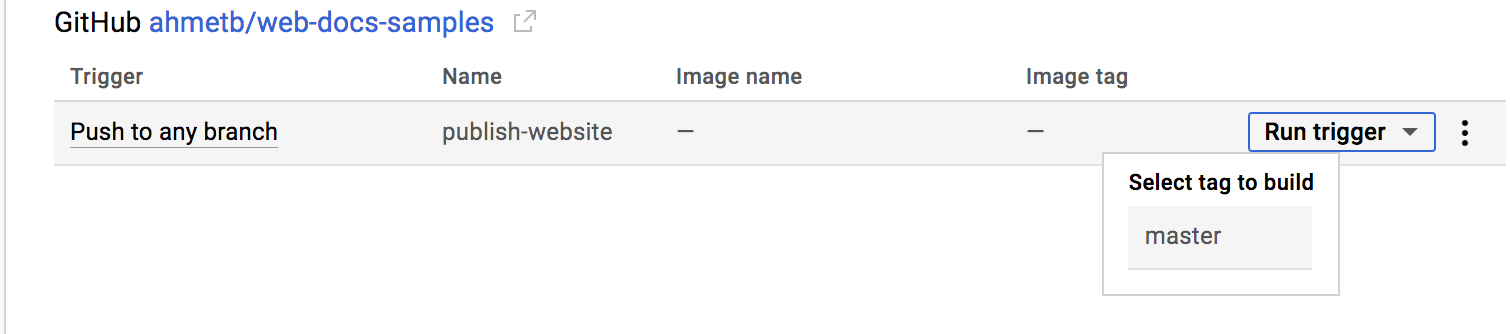 GitHub ahmetb/web-docs-samples
Trigger Name Image name Image tag
Push to any branch publish-website — — Run trigger
Select tag to build
master